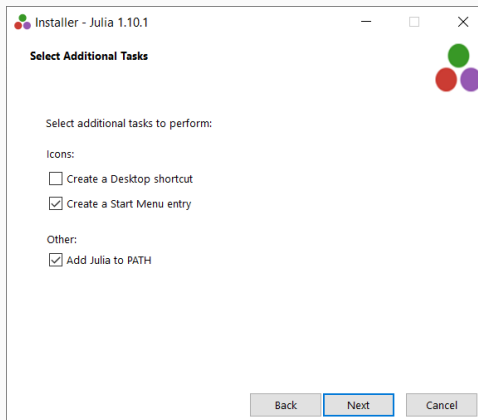 Installer - Julia 1.10.1
Select Additional Tasks
Select additional tasks to perform:
Icons:
Create a Desktop shortcut
Create a Start Menu entry
Other:
Add Julia to PATH
Back Next Cancel